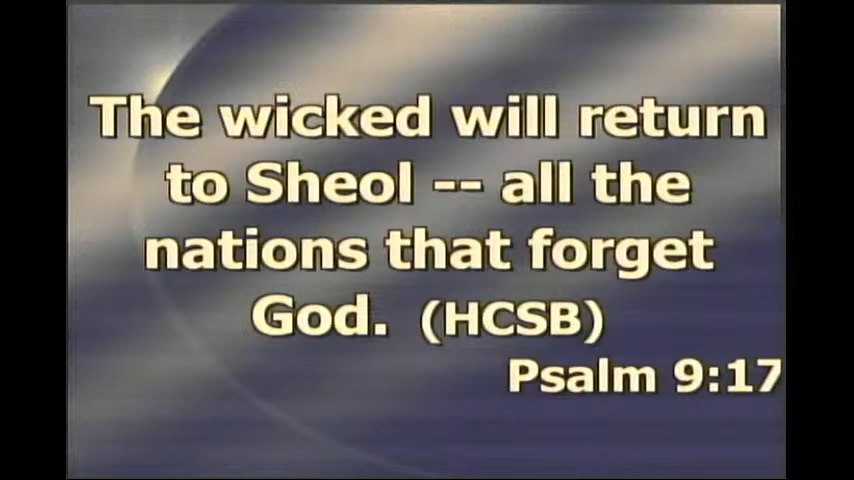 The wicked will return
to Sheol -- all the
nations that forget
God. (HCSB)
Psalm 9:17